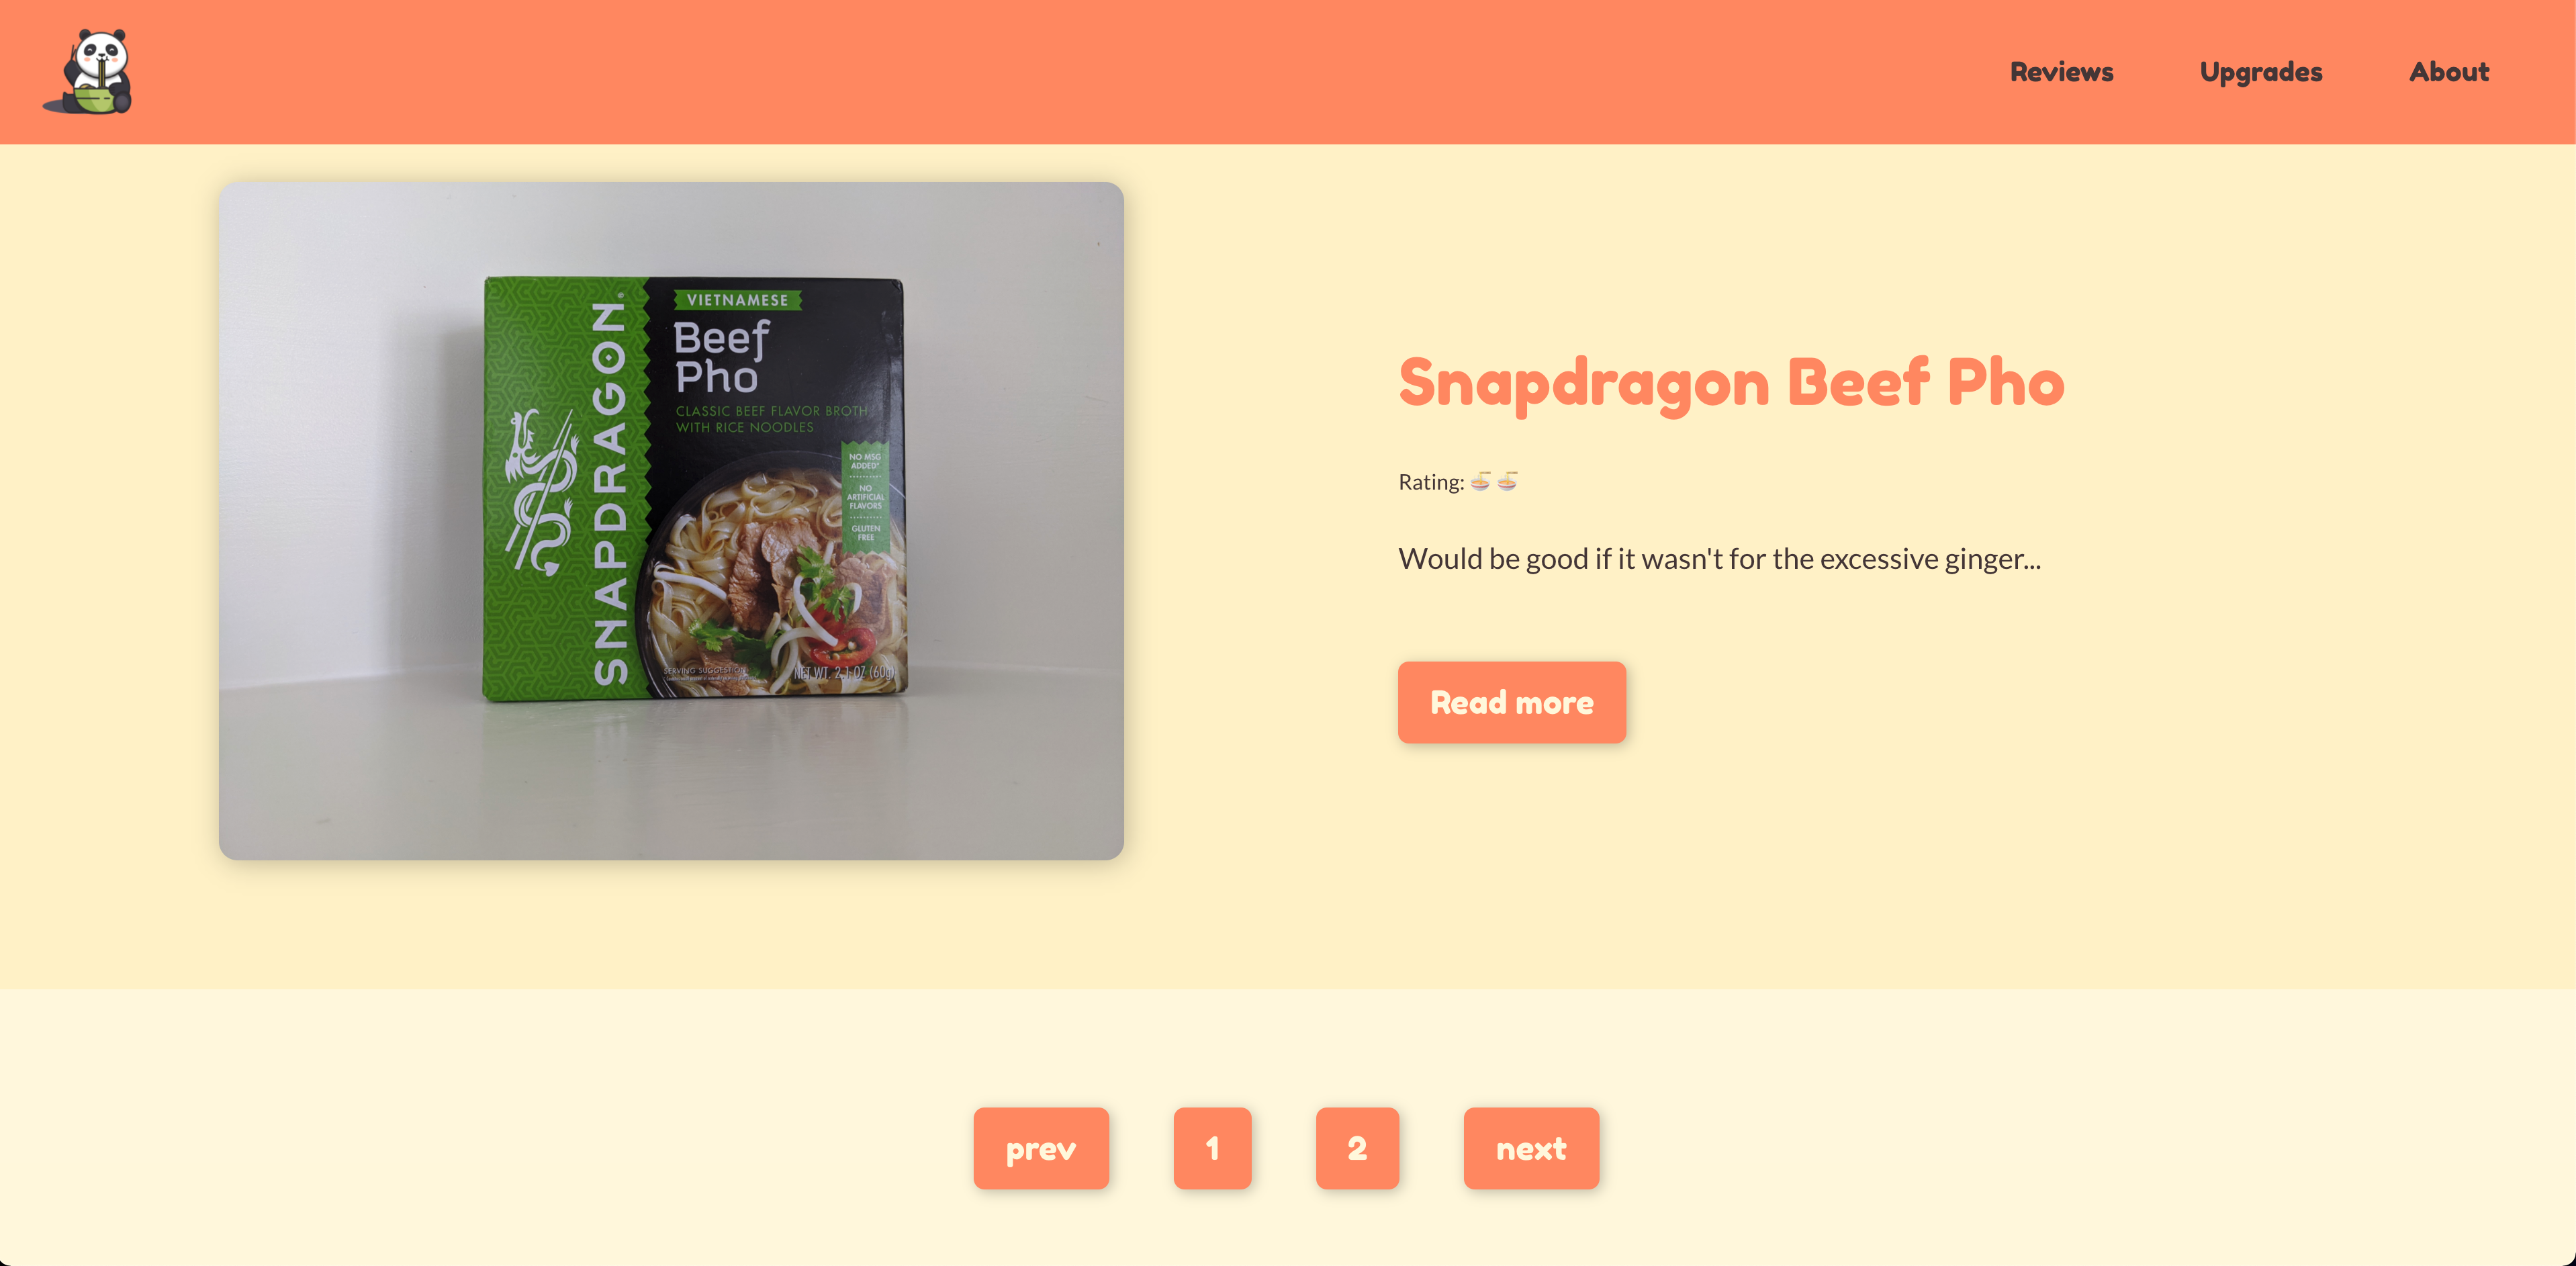 Reviews
Upgrades
About
SNAPDRAGON®
VIETNAMESE
Beef
Pho
CLASSIC BEEF FLAVOR BROTH
WITH RICE NOODLES
NO MSG
ADDED*
NO
ARTIFICIAL
FLAVORS
GLUTEN
FREE
SERVING SUGGESTION
NET WT. 2.1 OZ (60g)
Snapdragon Beef Pho
Rating: 🍜 🍜
Would be good if it wasn't for the excessive ginger...
Read more
prev
1
2
next